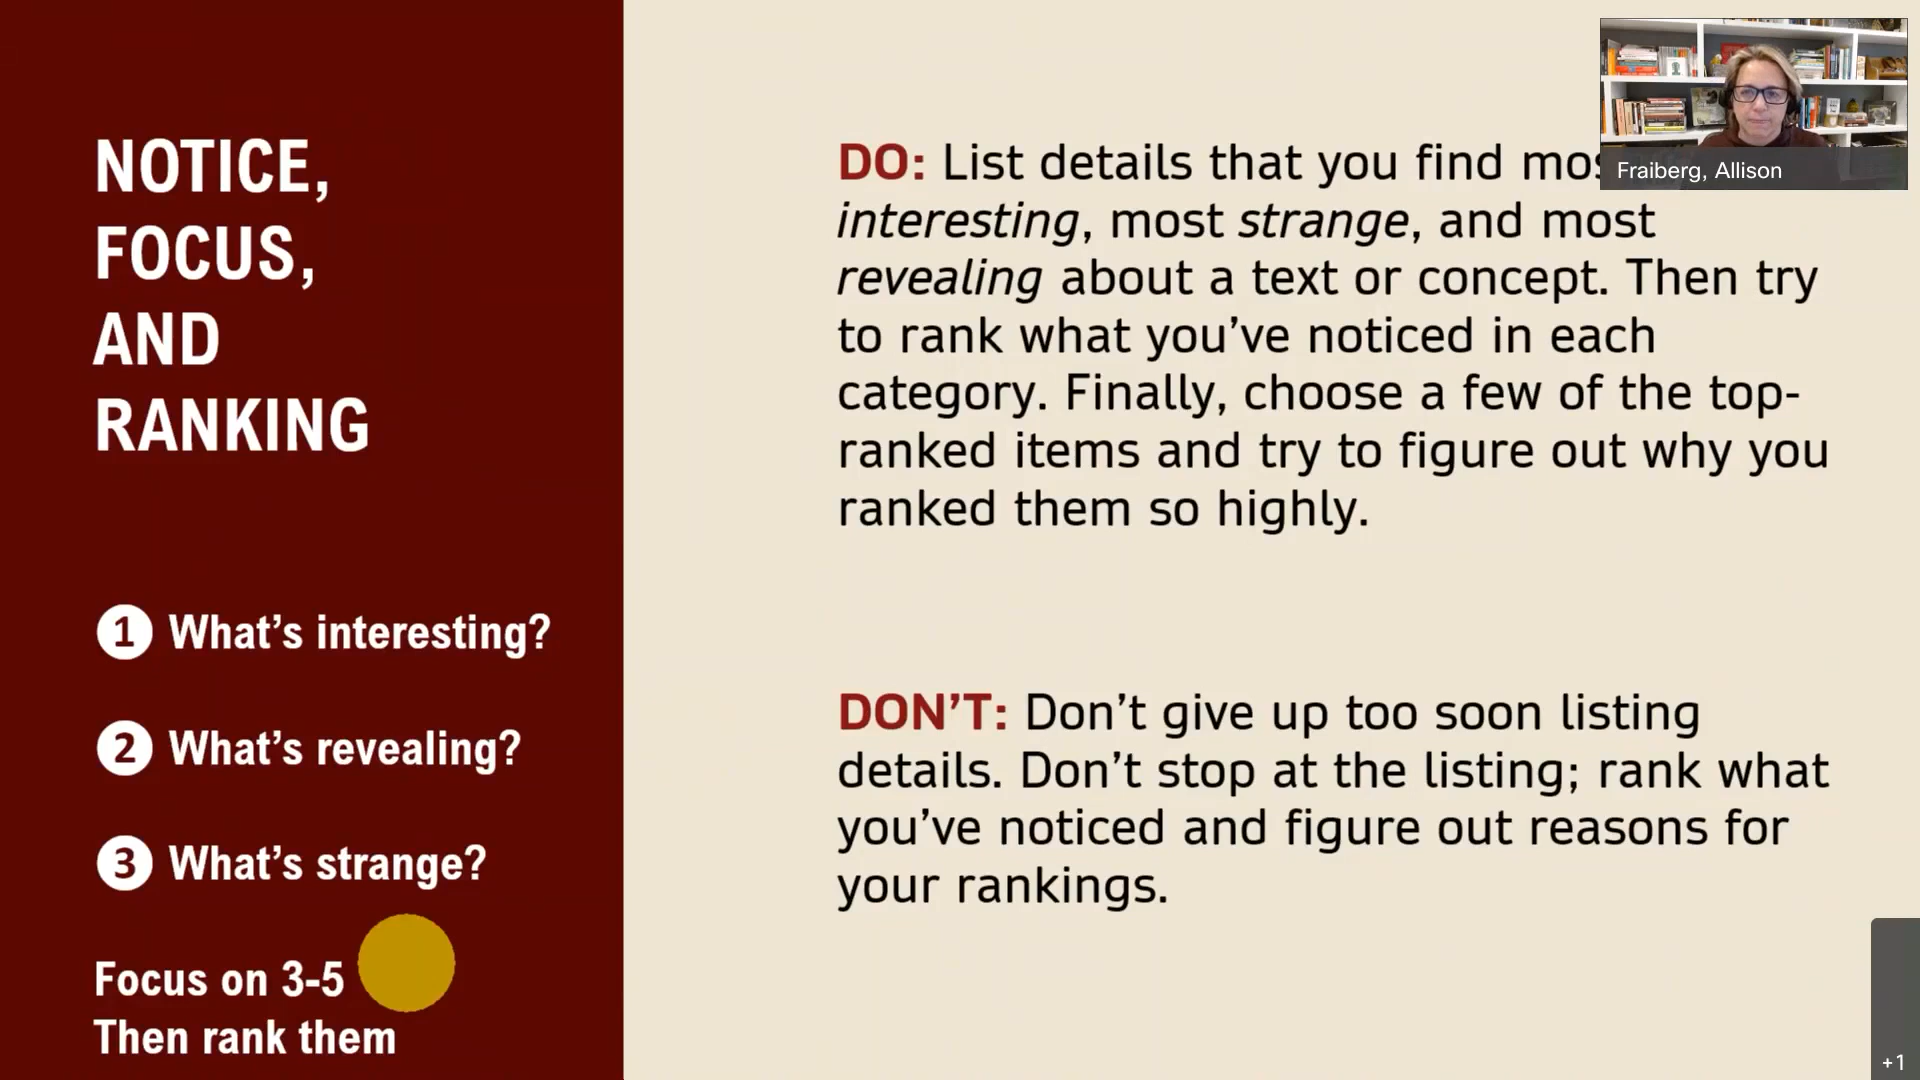 NOTICE,
FOCUS,
AND
RANKING
1 What's interesting?
2 What's revealing?
3 What's strange?
Focus on 3-5
Then rank them
DO: List details that you find
interesting, most strange, and most
revealing about a text or concept. Then try
to rank what you've noticed in each
category. Finally, choose a few of the top-
ranked items and try to figure out why you
ranked them so highly.
DON'T: Don't give up too soon listing
details. Don't stop at the listing; rank what
you've noticed and figure out reasons for
your rankings.
Fraiberg, Allison
+1